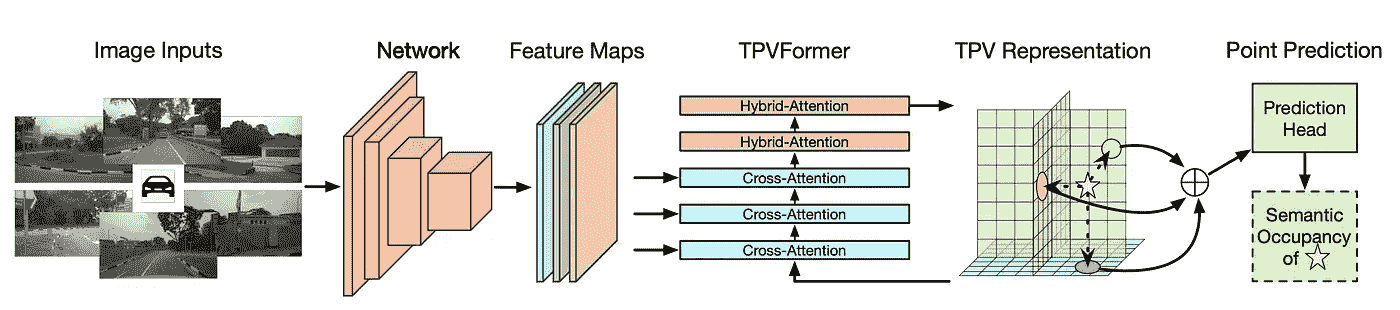 Image Inputs
Network
Feature Maps
TPVFormer
TPV Representation
Point Prediction
Hybrid-Attention
Hybrid-Attention
Cross-Attention
Cross-Attention
Cross-Attention
Prediction
Head
Semantic
Occupancy
of